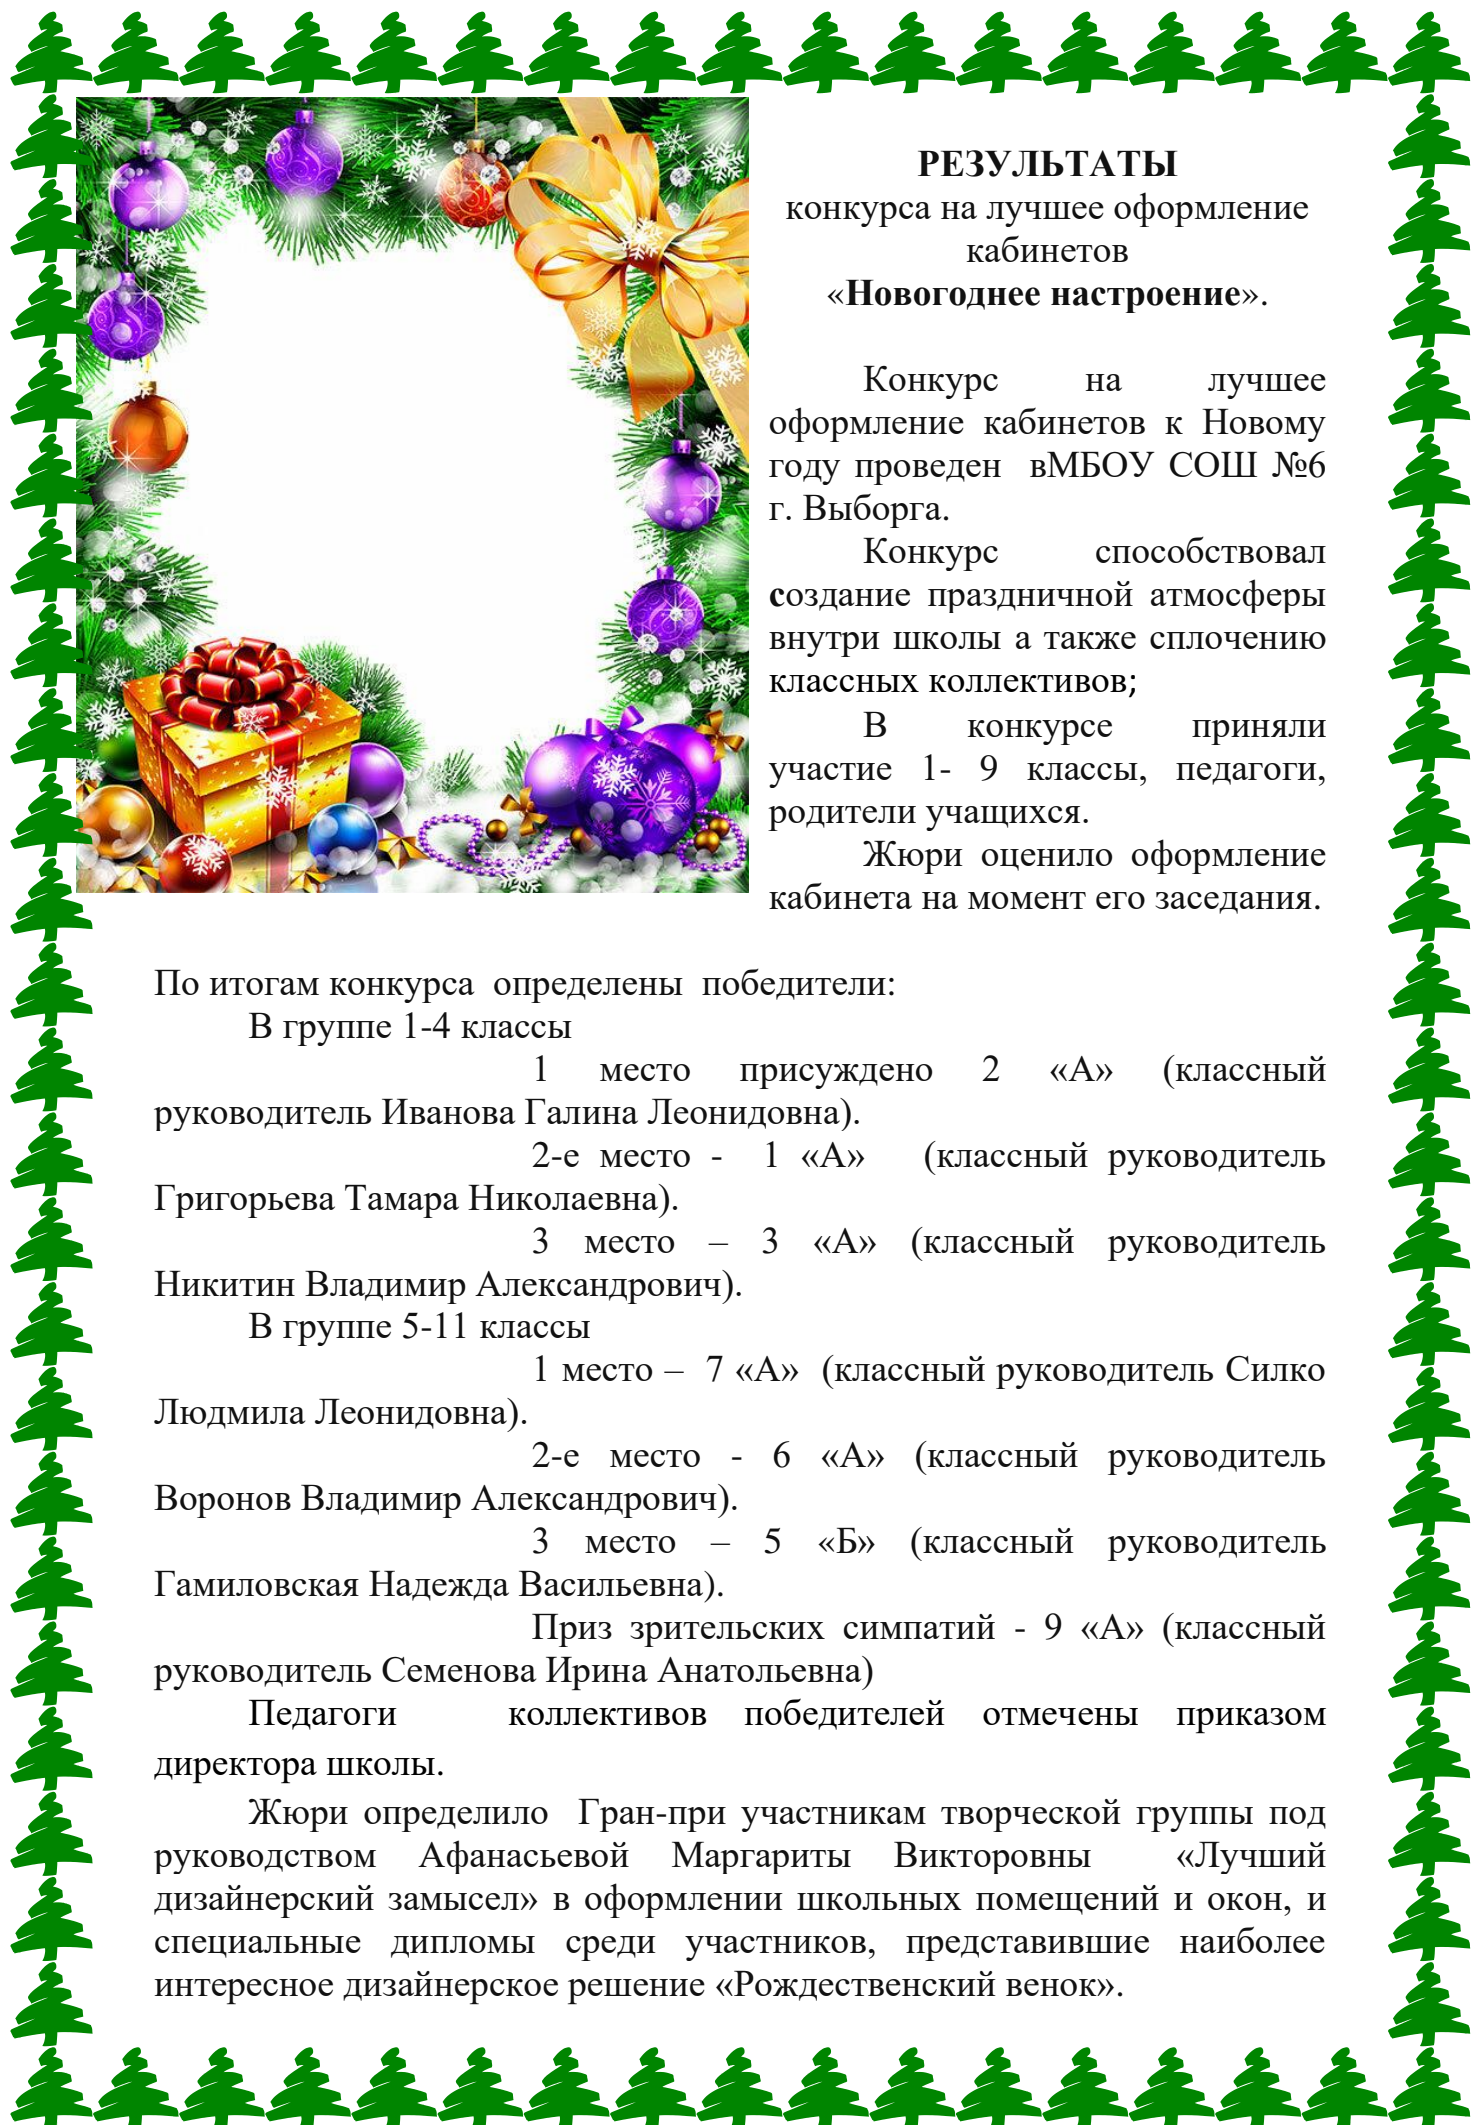 РЕЗУЛЬТАТЫ
конкурса на лучшее оформление
кабинетов
«Новогоднее настроение».
Конкурс на лучшее
оформление кабинетов к Новому
году проведен вМБОУ СОШ №6
г. Выборга.
Конкурс способствовал
создание праздничной атмосферы
внутри школы а также сплочению
классных коллективов;
В конкурсе приняли
участие 1- 9 классы, педагоги,
родители учащихся.
Жюри оценило оформление
кабинета на момент его заседания.
По итогам конкурса определены победители:
В группе 1-4 классы
1 место присуждено 2 «А» (классный
руководитель Иванова Галина Леонидовна).
2-е место - 1 «А» (классный руководитель
Григорьева Тамара Николаевна).
3 место – 3 «А» (классный руководитель
Никитин Владимир Александрович).
В группе 5-11 классы
1 место – 7 «А» (классный руководитель Силко
Людмила Леонидовна).
2-е место - 6 «А» (классный руководитель
Воронов Владимир Александрович).
3 место – 5 «Б» (классный руководитель
Гамиловская Надежда Васильевна).
Приз зрительских симпатий - 9 «А» (классный
руководитель Семенова Ирина Анатольевна)
Педагоги коллективов победителей отмечены приказом
директора школы.
Жюри определило Гран-при участникам творческой группы под
руководством Афанасьевой Маргариты Викторовны «Лучший
дизайнерский замысел» в оформлении школьных помещений и окон, и
специальные дипломы среди участников, представившие наиболее
интересное дизайнерское решение «Рождественский венок».